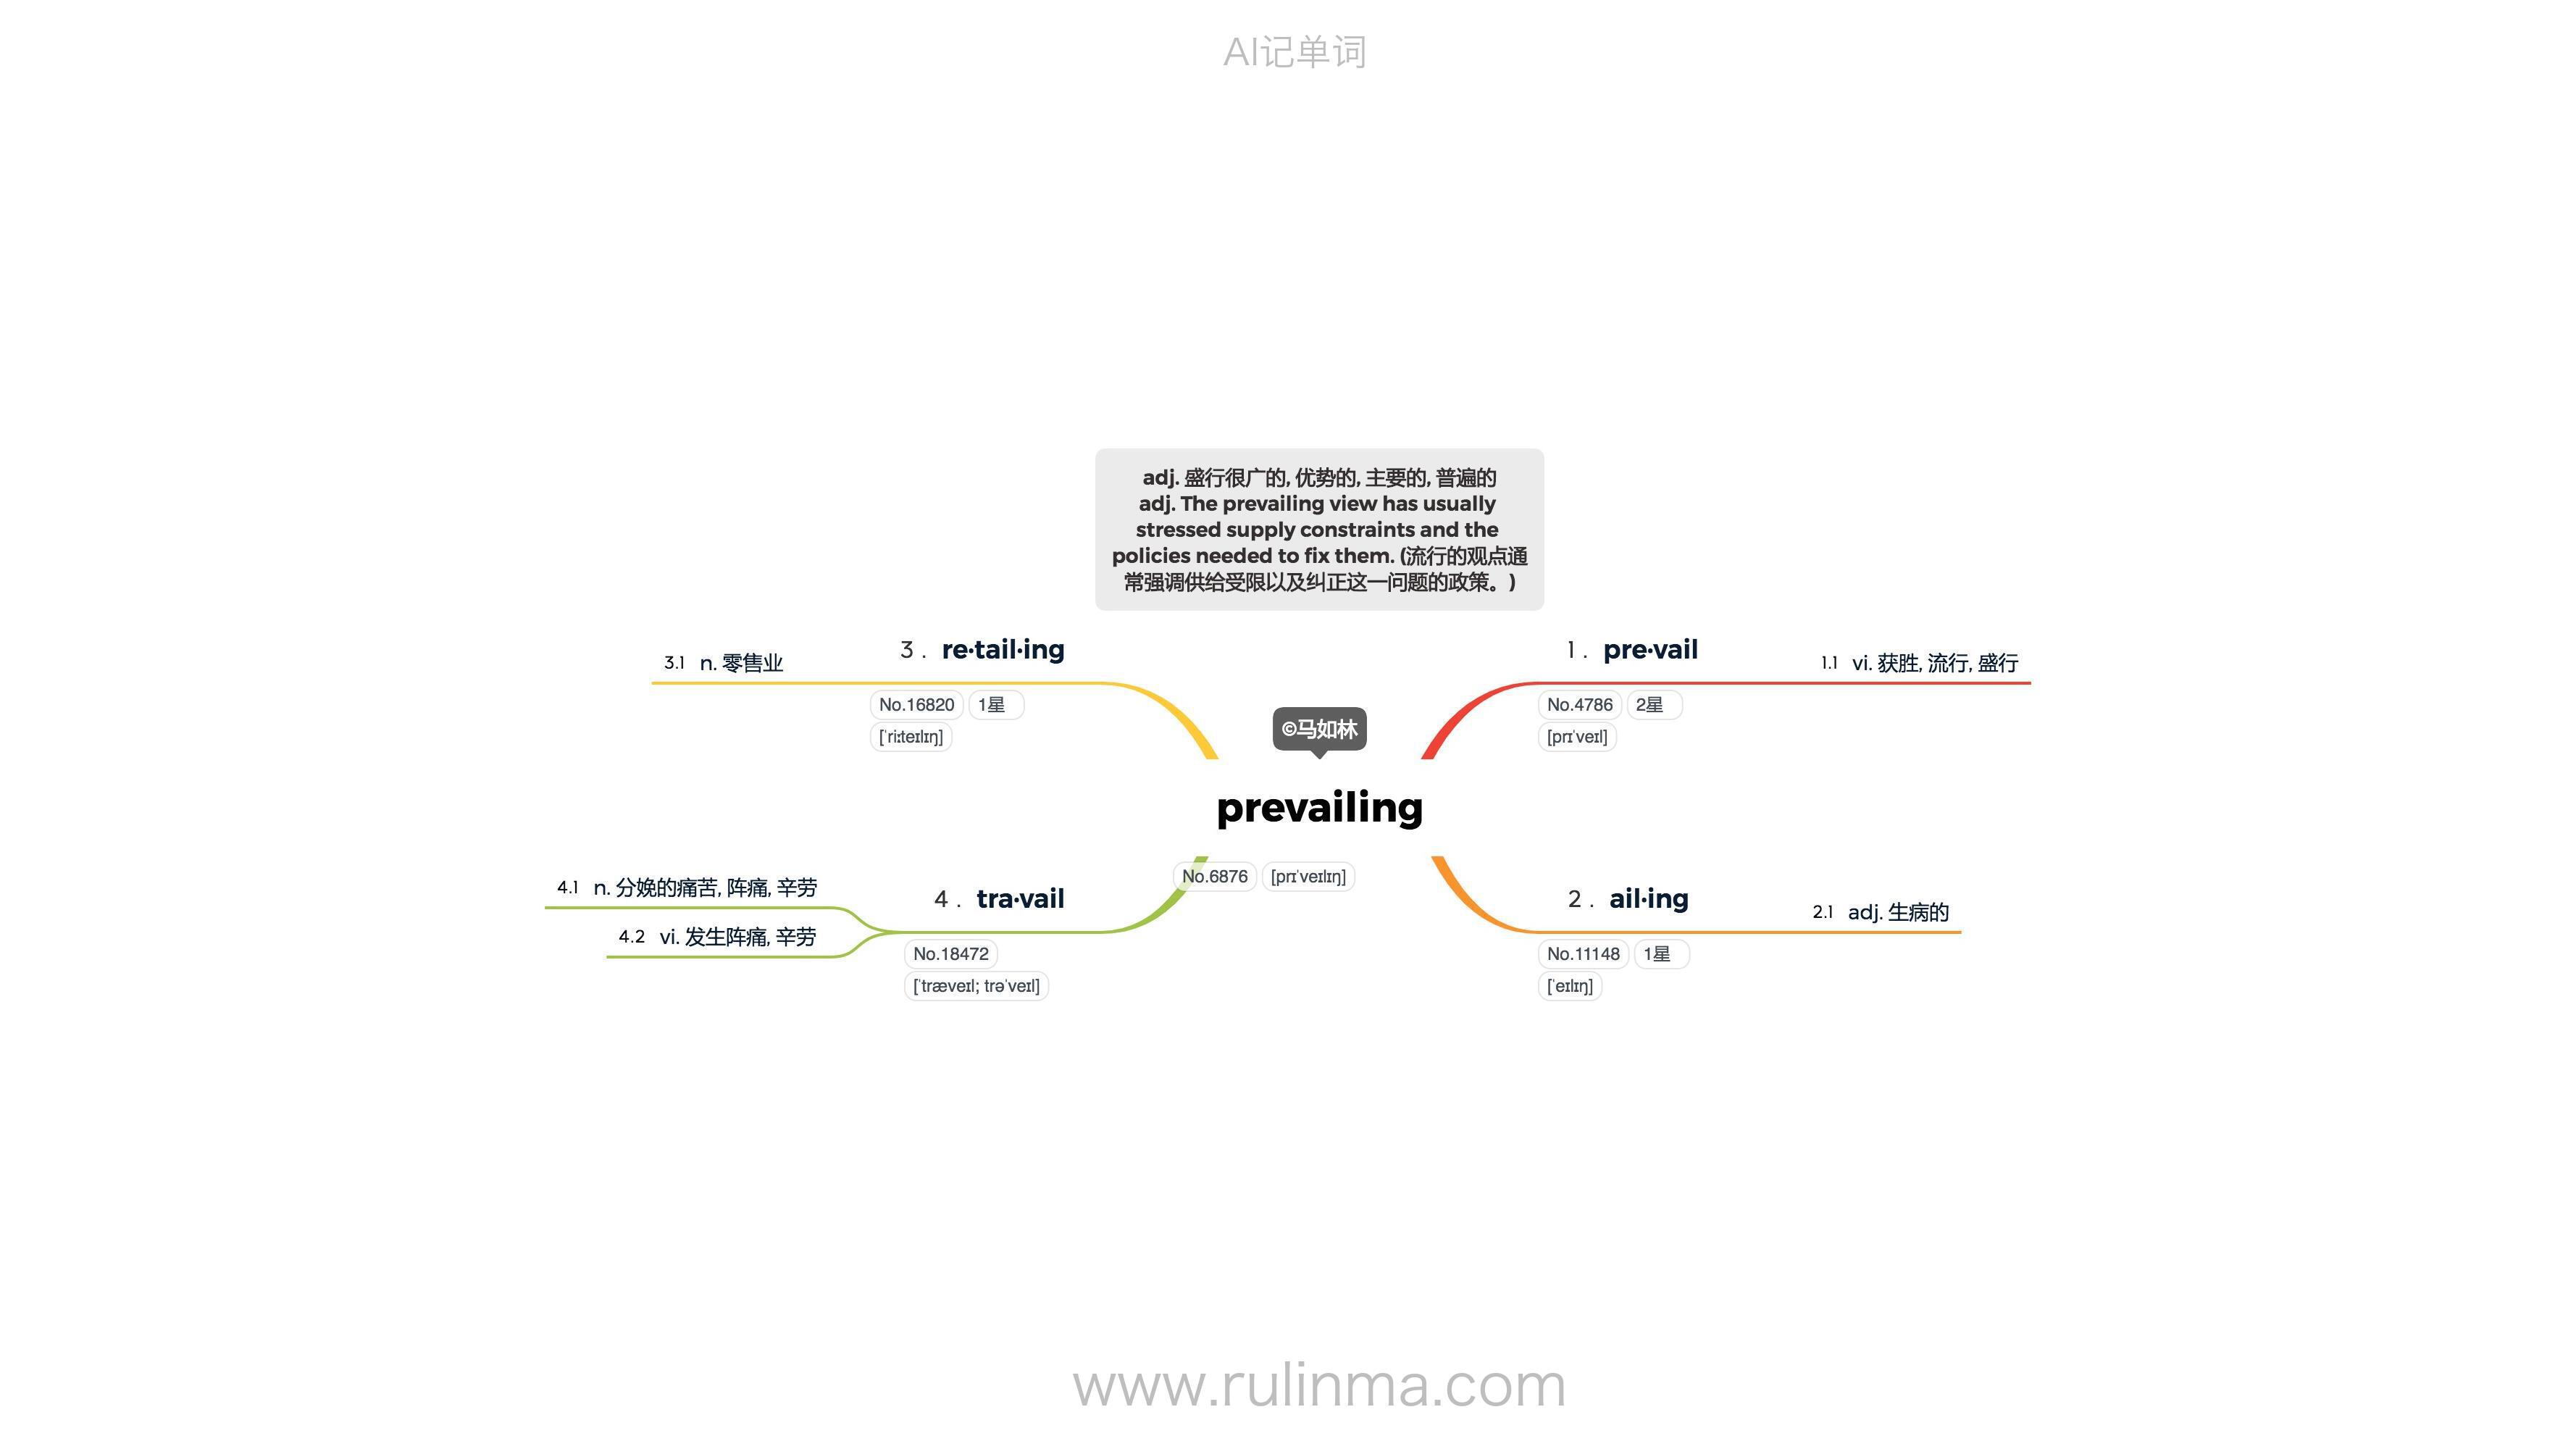 AI记单词
adj. 盛行很广的, 优势的, 主要的, 普遍的
adj. The prevailing view has usually
stressed supply constraints and the
policies needed to fix them. (流行的观点通
常强调供给受限以及纠正这一问题的政策。)
©马如林
prevailing
No.6876 [prɪˈveɪlɪŋ]
1. pre·vail
No.4786 2星
[prɪˈveɪl]
1.1 vi. 获胜, 流行, 盛行
2. ail·ing
No.11148 1星
[ˈeɪlɪŋ]
2.1 adj. 生病的
3. re·tail·ing
No.16820 1星
[ˈriːteɪlɪŋ]
3.1 n. 零售业
4. tra·vail
No.18472
[ˈtræveɪl; trəˈveɪl]
4.1 n. 分娩的痛苦, 阵痛, 辛劳
4.2 vi. 发生阵痛, 辛劳
www.rulinma.com